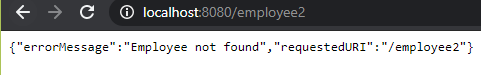 localhost:8080/employee2
{"errorMessage":"Employee not found","requestedURI":"/employee2"}